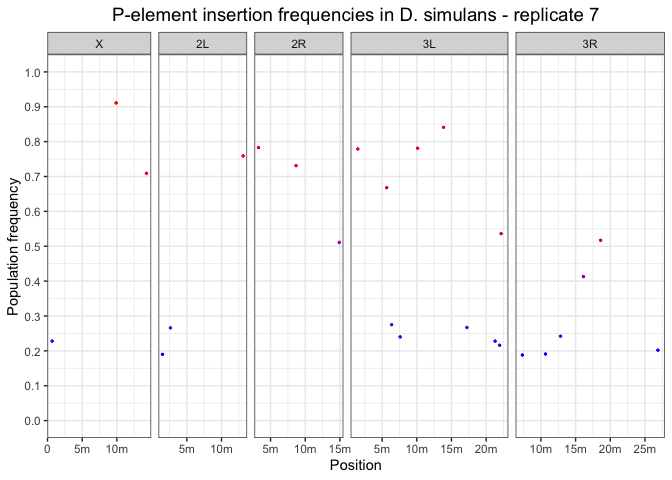 P-element insertion frequencies in D. simulans - replicate 7
X 2L 2R 3L 3R
Population frequency
1.0
0.9
0.8
0.7
0.6
0.5
0.4
0.3
0.2
0.1
0.0
0 5m 10m 5m 10m 5m 10m 15m 5m 10m 15m 20m 10m 15m 20m 25m
Position